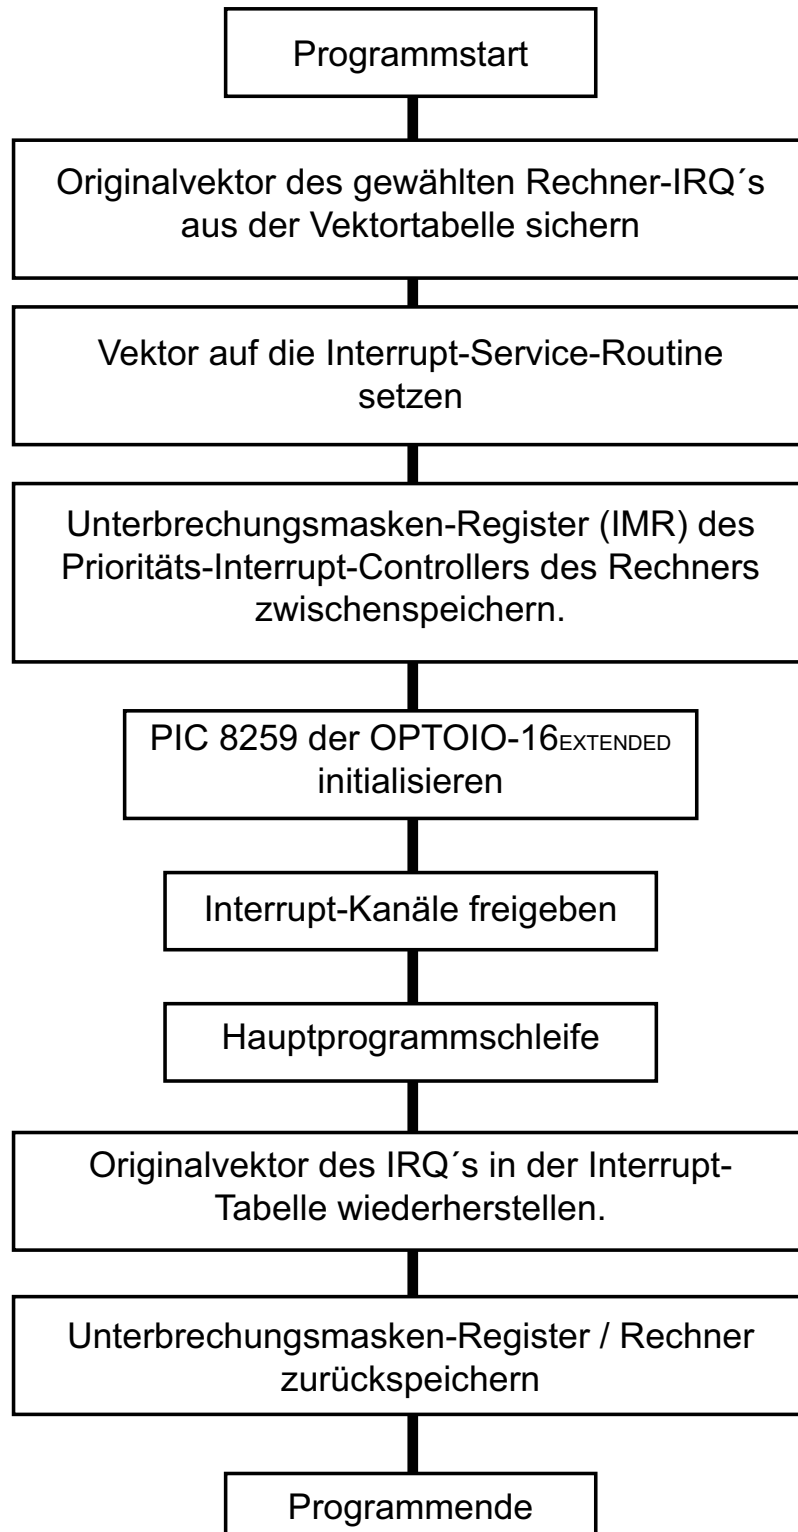 Programmstart
Originalvektor des gewählten Rechner-IRQ´s
aus der Vektortabelle sichern
Vektor auf die Interrupt-Service-Routine
setzen
Unterbrechungsmasken-Register (IMR) des
Prioritäts-Interrupt-Controllers des Rechners
zwischenspeichern.
PIC 8259 der OPTOIO-16EXTENDED
initialisieren
Interrupt-Kanäle freigeben
Hauptprogrammschleife
Originalvektor des IRQ´s in der Interrupt-
Tabelle wiederherstellen.
Unterbrechungsmasken-Register / Rechner
zurückspeichern
Programmende